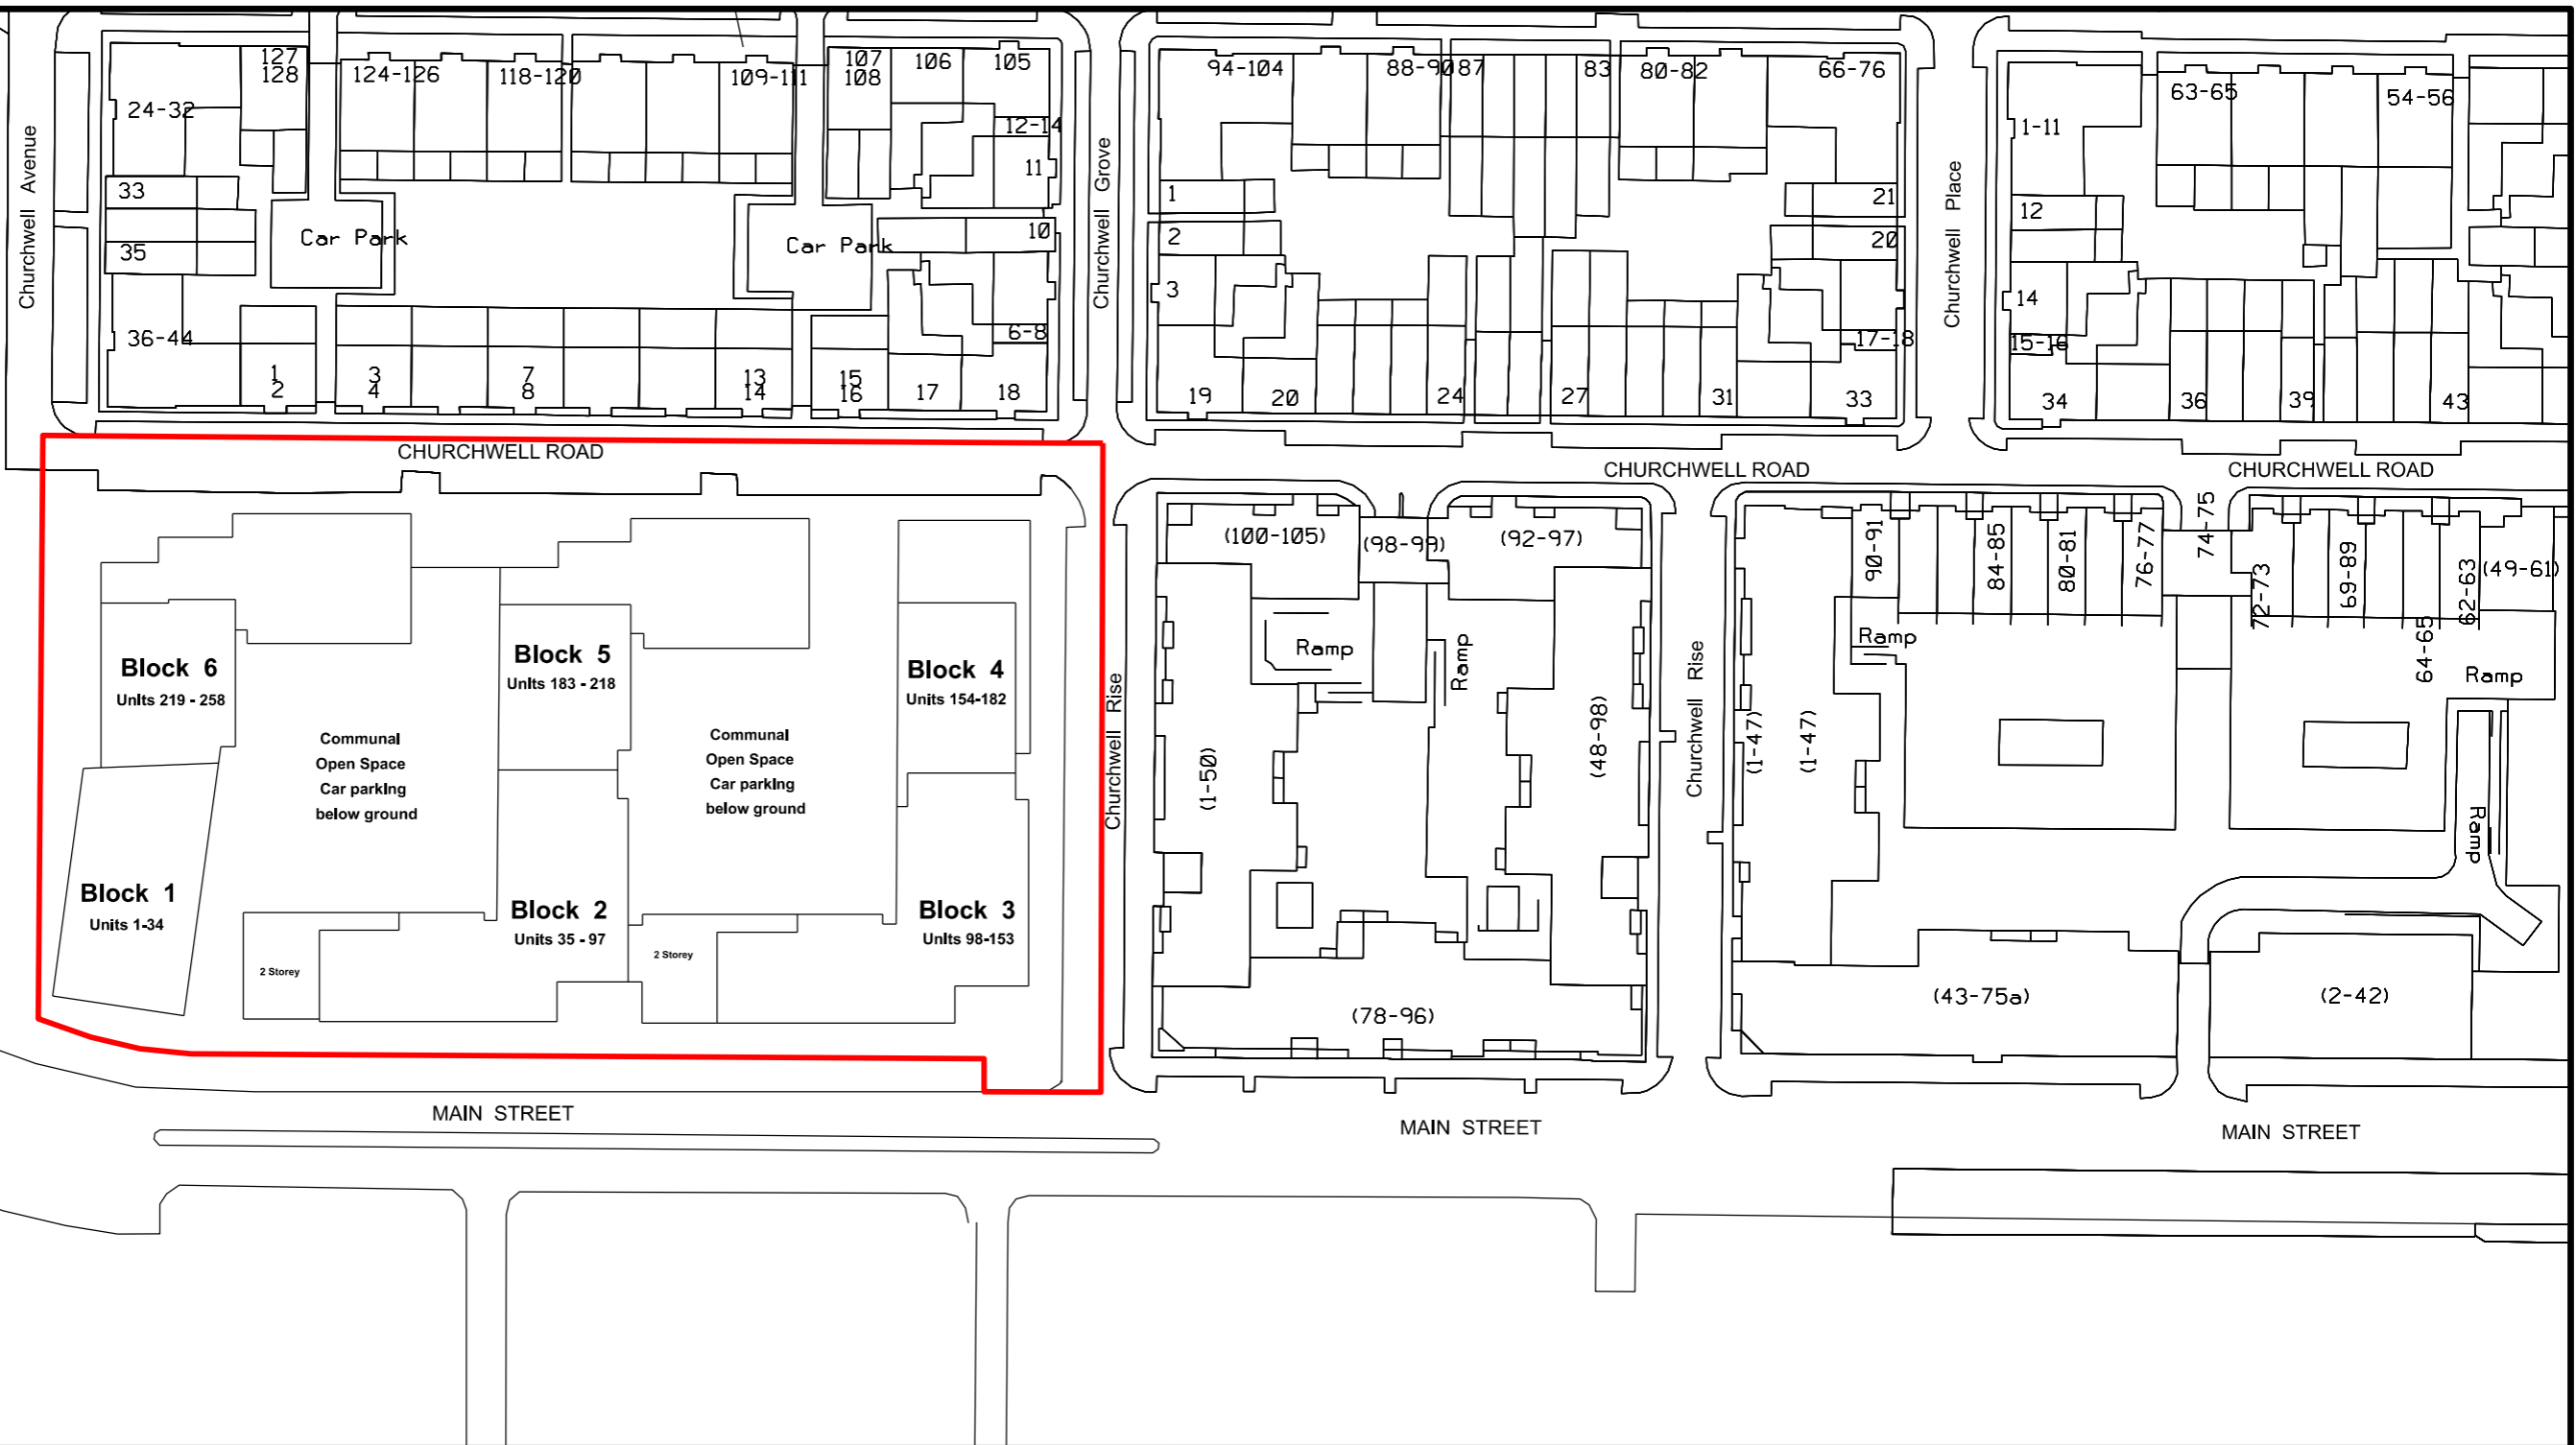 127
128
124-126
118-120
109-111
107
108
106
105
94-104
88-90
87
83
80-82
66-76
63-65
54-56
24-32
12-14
1-11
11
33
1
21
12
35
Car Park
Car Park
10
2
20
3
14
36-44
6-8
17-18
15-16
1
2
3
4
7
8
13
14
15
16
17
18
19
20
24
27
31
33
34
36
39
43
Churchwell Avenue
Churchwell Grove
Churchwell Place
CHURCHWELL ROAD
CHURCHWELL ROAD
CHURCHWELL ROAD
(100-105)
(98-99)
(92-97)
90-91
84-85
80-81
76-77
74-75
72-73
69-89
64-65
62-63
(49-61)
Ramp
Ramp
Ramp
Ramp
Ramp
Block 6
Units 219 - 258
Block 5
Units 183 - 218
Block 4
Units 154-182
Communal
Open Space
Car parking
below ground
Communal
Open Space
Car parking
below ground
Churchwell Rise
Churchwell Rise
(1-50)
(48-98)
(1-47)
(1-47)
Block 1
Units 1-34
Block 2
Units 35 - 97
Block 3
Units 98-153
2 Storey
2 Storey
(78-96)
(43-75a)
(2-42)
MAIN STREET
MAIN STREET
MAIN STREET